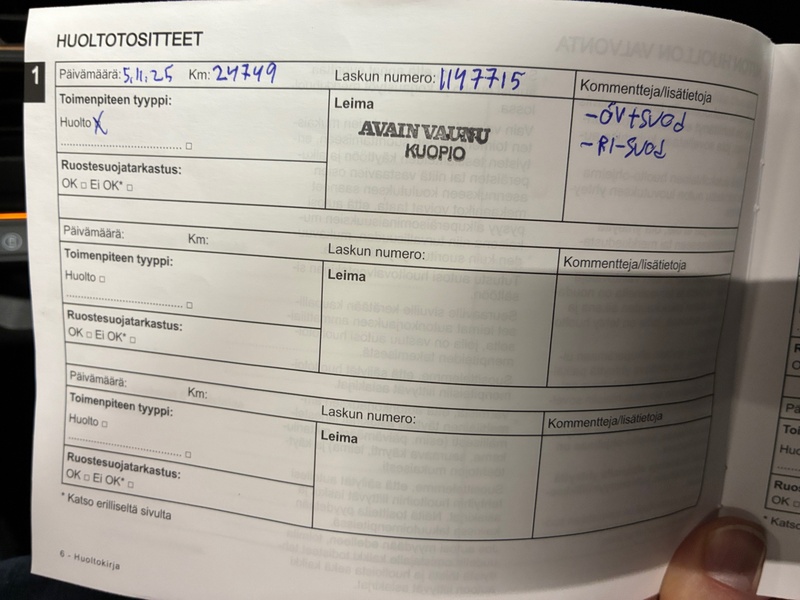 HUOLTOTOSITTEET
1
Päivämäärä: 5.11.25 Km: 24749 Laskun numero: 1147715 Kommentteja/lisätietoja
Toimenpiteen tyyppi:
Huolto X
Ruostesuojatarkastus:
OK □ Ei OK* □
Leima
AVAIN VAUNU
KUOPIO
-ÖV+SUOD
-RI-SUOD
Päivämäärä: Km: Laskun numero: Kommentteja/lisätietoja
Toimenpiteen tyyppi:
Huolto □
Ruostesuojatarkastus:
OK □ Ei OK* □
Leima
Päivämäärä: Km: Laskun numero: Kommentteja/lisätietoja
Toimenpiteen tyyppi:
Huolto □
Ruostesuojatarkastus:
OK □ Ei OK* □
Leima
* Katso erilliseltä sivulta
6 - Huoltokirja